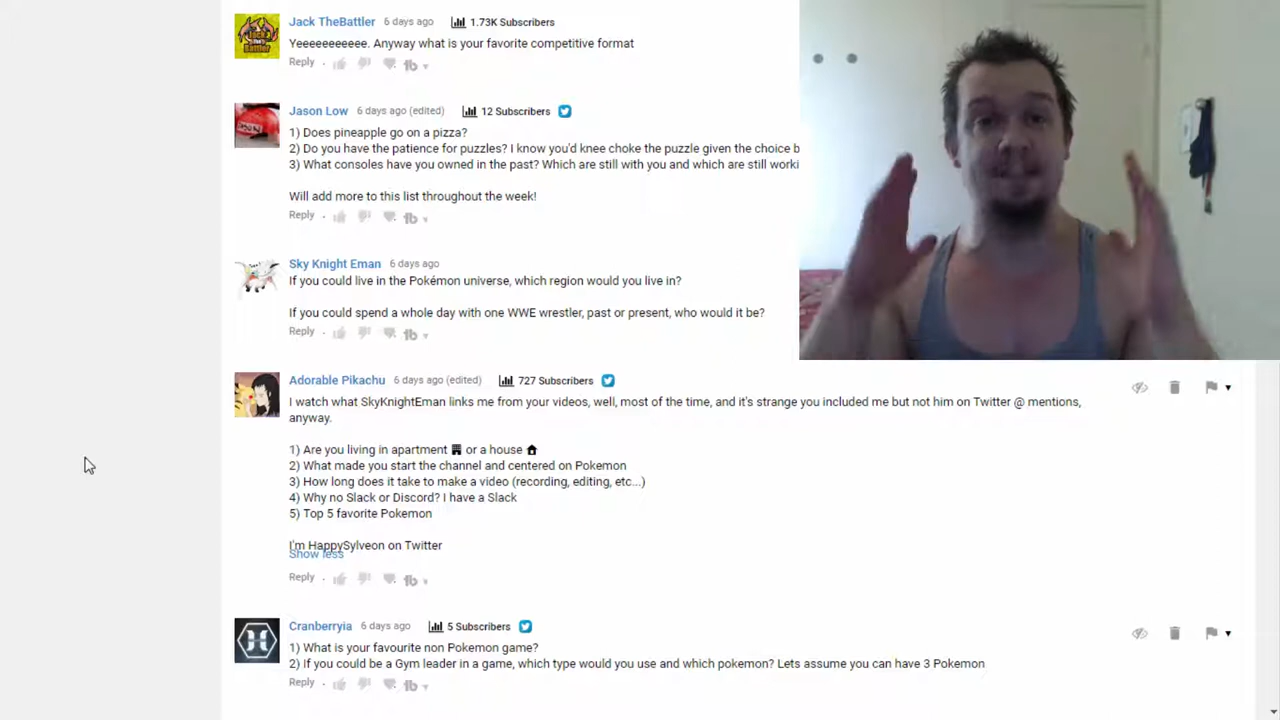 Jack TheBattler 6 days ago 1.73K Subscribers
Yeeeeeeeeeee. Anyway what is your favorite competitive format
Reply
Jason Low 6 days ago (edited) 12 Subscribers
1) Does pineapple go on a pizza?
2) Do you have the patience for puzzles? I know you'd knee choke the puzzle given the choice b
3) What consoles have you owned in the past? Which are still with you and which are still worki
Will add more to this list throughout the week!
Reply
Sky Knight Eman 6 days ago
If you could live in the Pokémon universe, which region would you live in?
If you could spend a whole day with one WWE wrestler, past or present, who would it be?
Reply
Adorable Pikachu 6 days ago (edited) 727 Subscribers
I watch what SkyKnightEman links me from your videos, well, most of the time, and it's strange you included me but not him on Twitter @ mentions,
anyway.
1) Are you living in apartment or a house
2) What made you start the channel and centered on Pokemon
3) How long does it take to make a video (recording, editing, etc...)
4) Why no Slack or Discord? I have a Slack
5) Top 5 favorite Pokemon
I'm HappySylveon on Twitter
Show less
Reply
Cranberryia 6 days ago 5 Subscribers
1) What is your favourite non Pokemon game?
2) If you could be a Gym leader in a game, which type would you use and which pokemon? Lets assume you can have 3 Pokemon
Reply